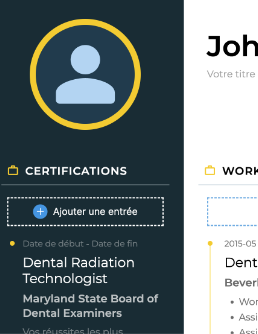 Joh
Votre titre
CERTIFICATIONS
Ajouter une entrée
Date de début - Date de fin
Dental Radiation
Technologist
Maryland State Board of
Dental Examiners
Vos réussites les plus
WORK
2015-05
Dent
Beverl
• Wor
• Assi
• Assi